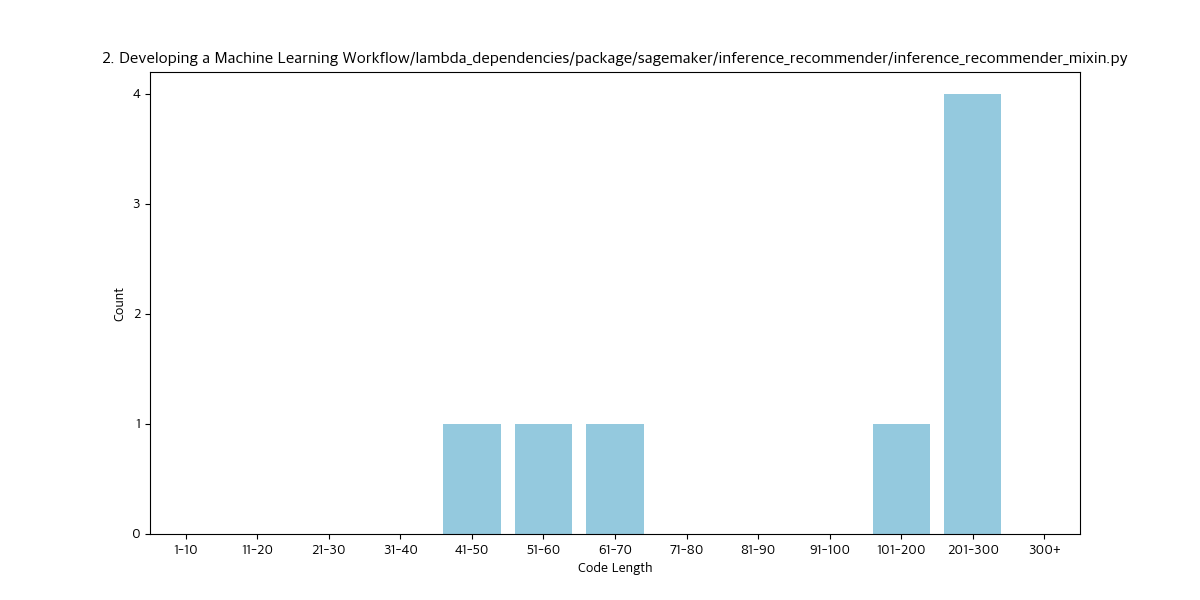 2. Developing a Machine Learning Workflow/lambda_dependencies/package/sagemaker/inference_recommender/inference_recommender_mixin.py
4
3
2
1
0
Count
1-10 11-20 21-30 31-40 41-50 51-60 61-70 71-80 81-90 91-100 101-200 201-300 300+
Code Length